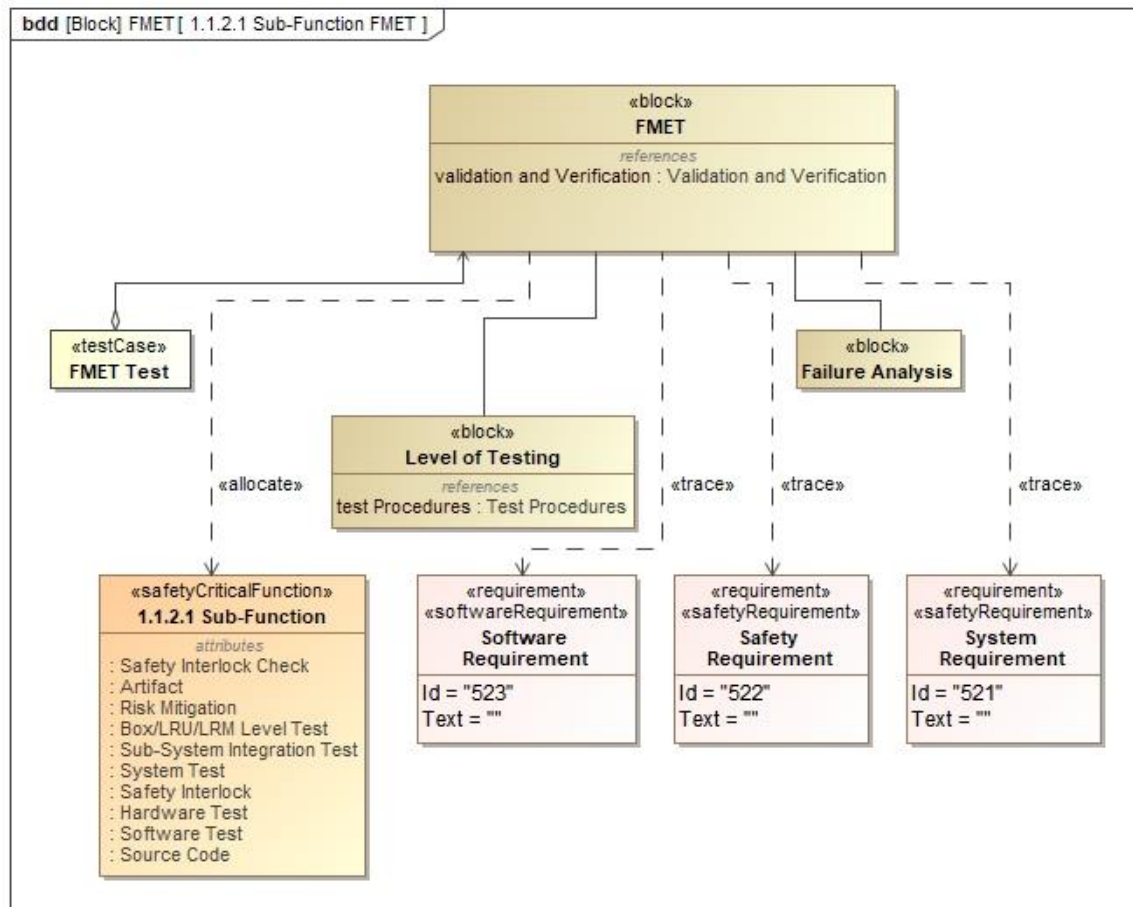 bdd [Block] FMET [ 1.1.2.1 Sub-Function FMET ]
«block»
FMET
references
validation and Verification : Validation and Verification
«testCase»
FMET Test
«block»
Failure Analysis
«block»
Level of Testing
references
test Procedures : Test Procedures
«allocate»
«trace»
«trace»
«trace»
«safetyCriticalFunction»
1.1.2.1 Sub-Function
attributes
: Safety Interlock Check
: Artifact
: Risk Mitigation
: Box/LRU/LRM Level Test
: Sub-System Integration Test
: System Test
: Safety Interlock
: Hardware Test
: Software Test
: Source Code
«requirement»
«softwareRequirement»
Software
Requirement
Id = "523"
Text = ""
«requirement»
«safetyRequirement»
Safety
Requirement
Id = "522"
Text = ""
«requirement»
«safetyRequirement»
System
Requirement
Id = "521"
Text = ""